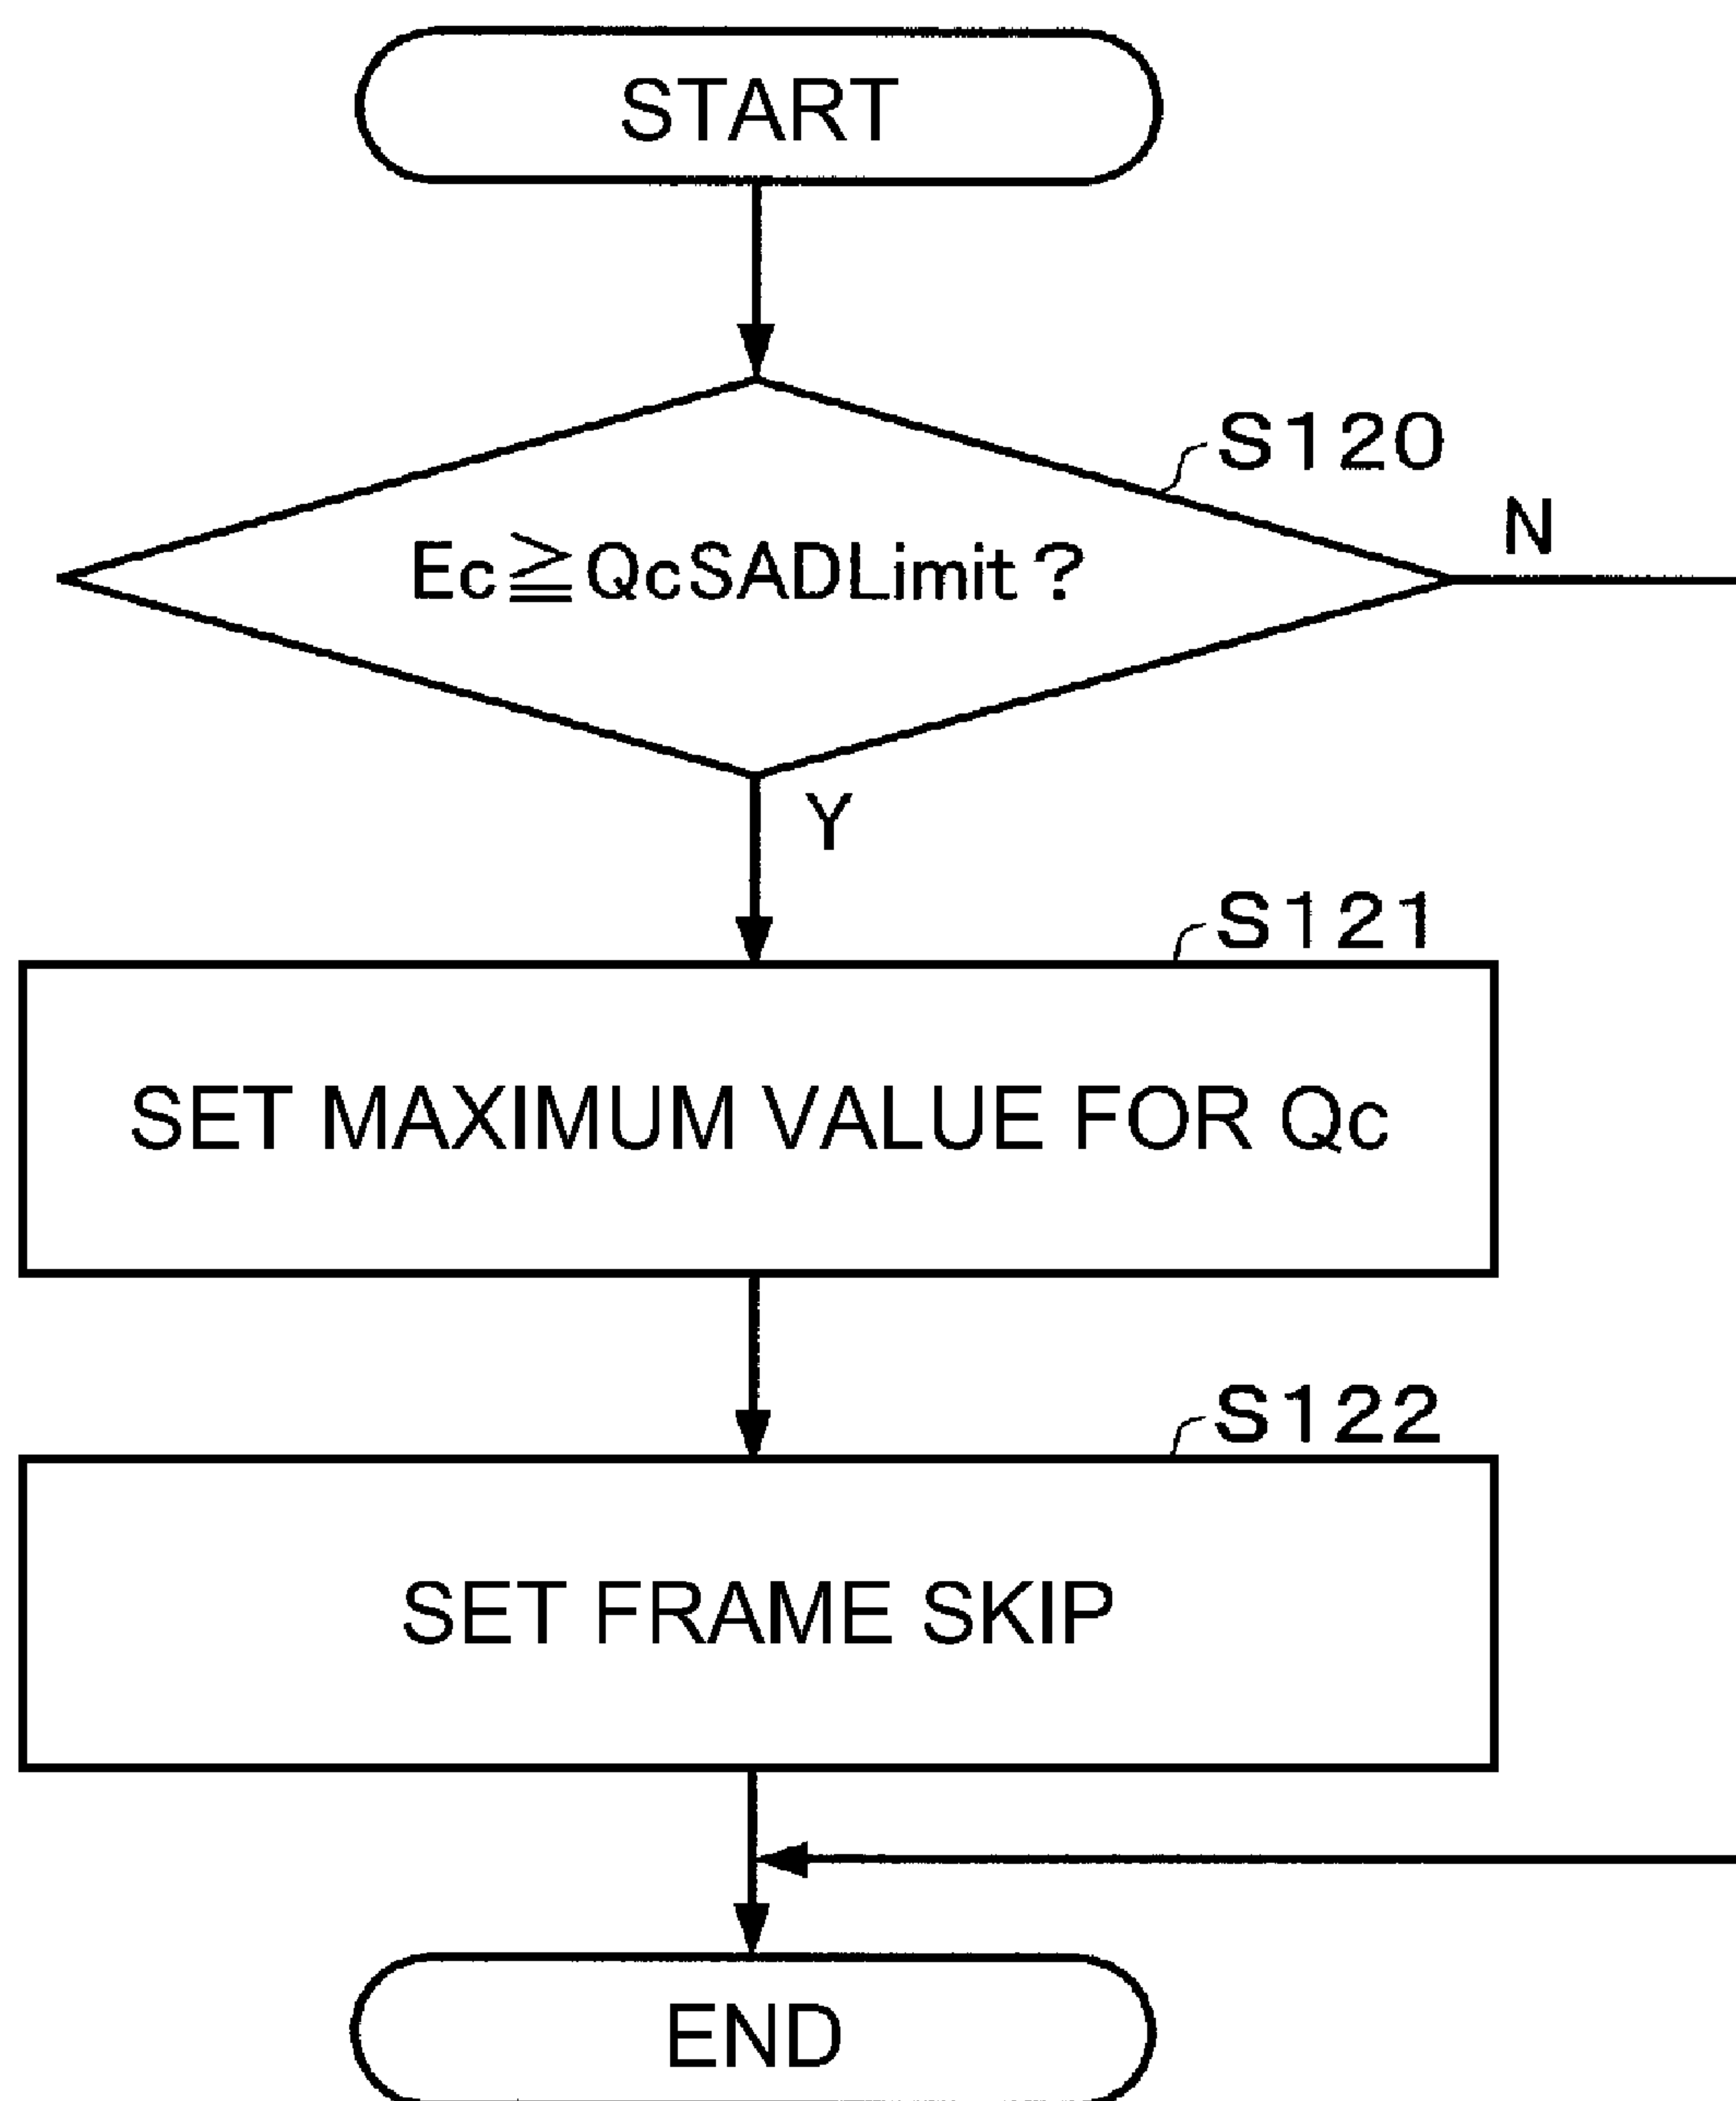 START
S120
N
Ec≧QcSADLimit?
Y
S121
SET MAXIMUM VALUE FOR Qc
S122
SET FRAME SKIP
END